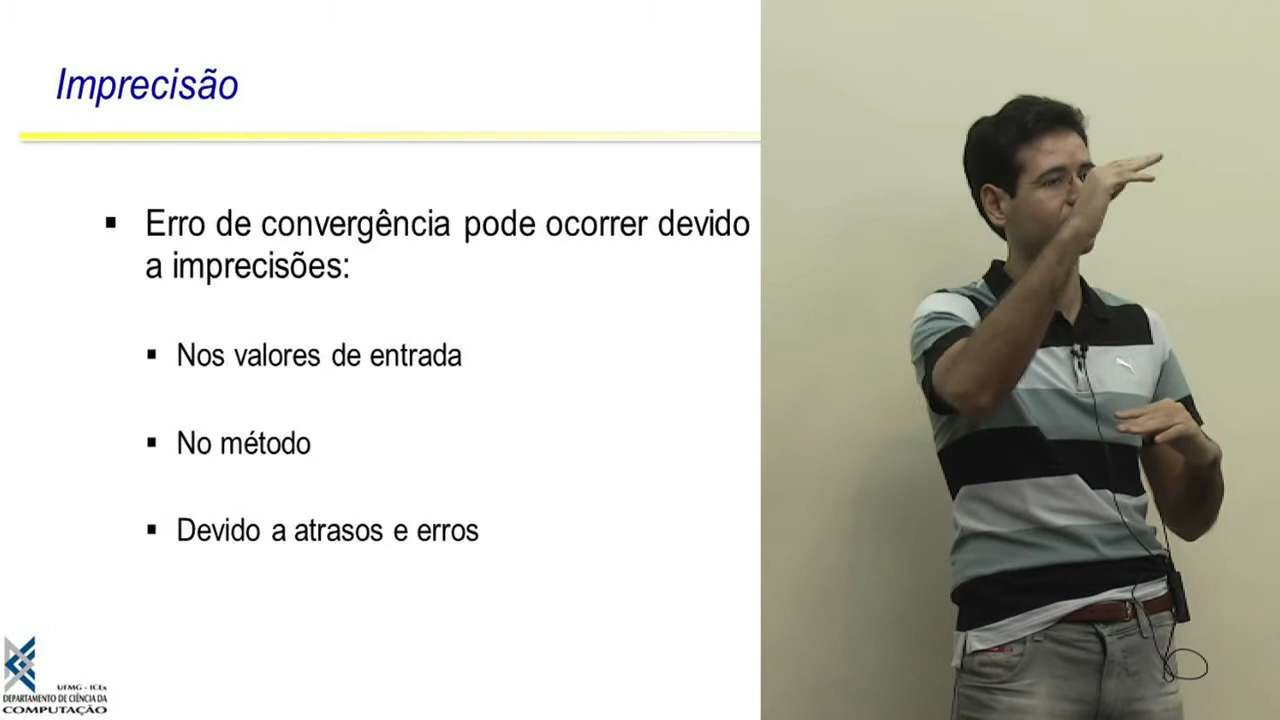 Imprecisão
▪ Erro de convergência pode ocorrer devido
a imprecisões:
▪ Nos valores de entrada
▪ No método
▪ Devido a atrasos e erros
UFMG - ICEx
DEPARTAMENTO DE CIÊNCIA DA
COMPUTAÇÃO